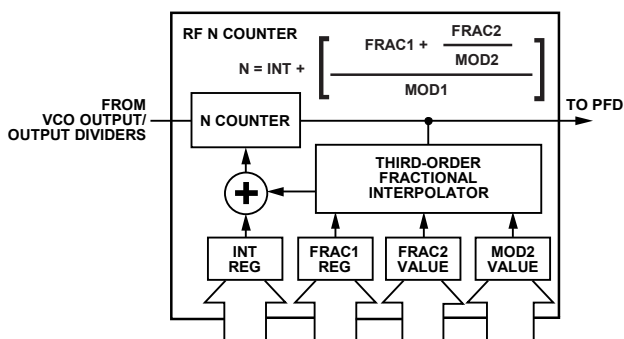 RF N COUNTER
FRAC2
FRAC1 +
MOD2
N = INT +
MOD1
FROM
VCO OUTPUT/
OUTPUT DIVIDERS
N COUNTER
TO PFD
THIRD-ORDER
FRACTIONAL
INTERPOLATOR
+
INT
REG
FRAC1
REG
FRAC2
VALUE
MOD2
VALUE